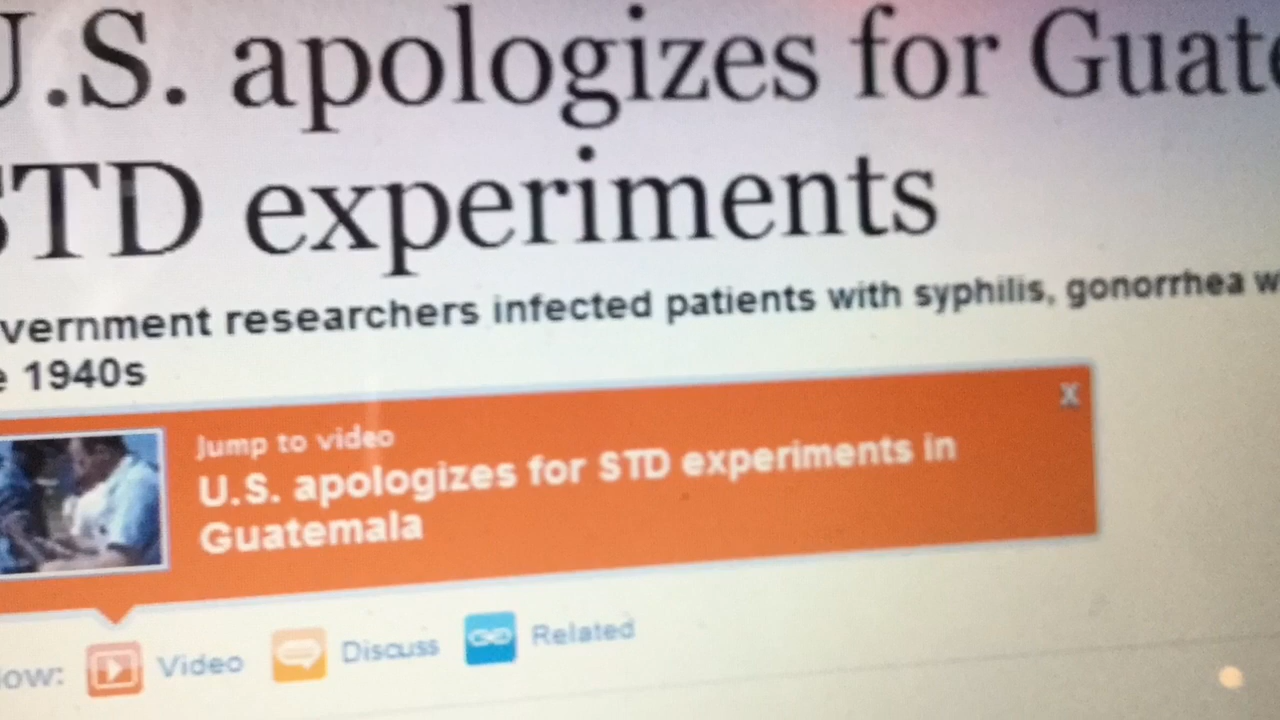 U.S. apologizes for Guate
STD experiments
vernment researchers infected patients with syphilis, gonorrhea w
e 1940s
x
Jump to video
U.S. apologizes for STD experiments in
Guatemala
ow: Video Discuss Related